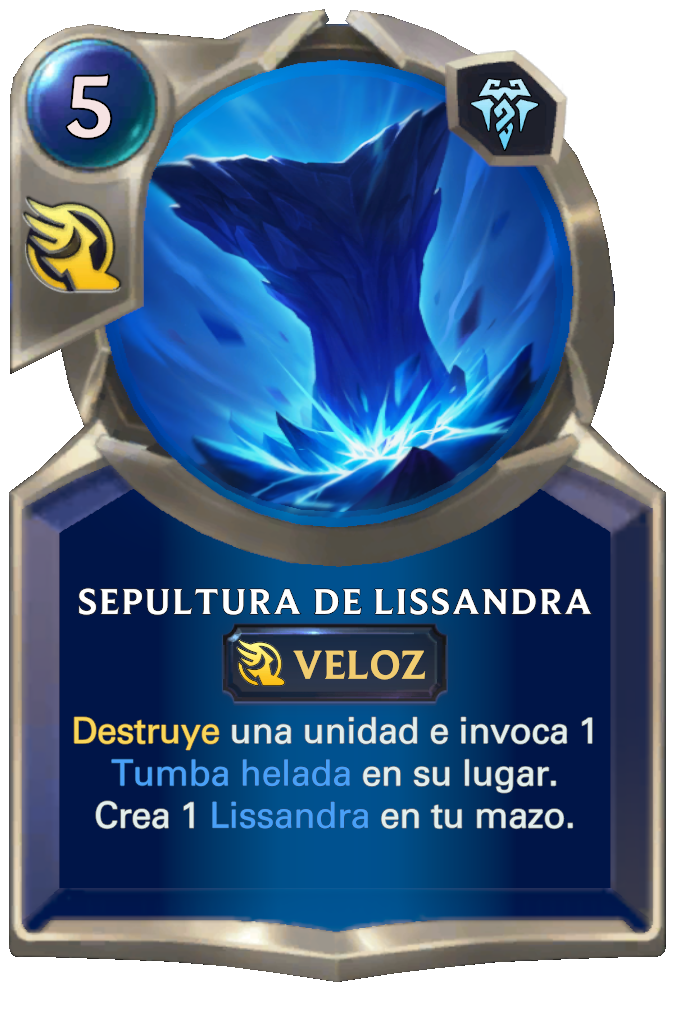 5
SEPULTURA DE LISSANDRA
VELOZ
Destruye una unidad e invoca 1
Tumba helada en su lugar.
Crea 1 Lissandra en tu mazo.